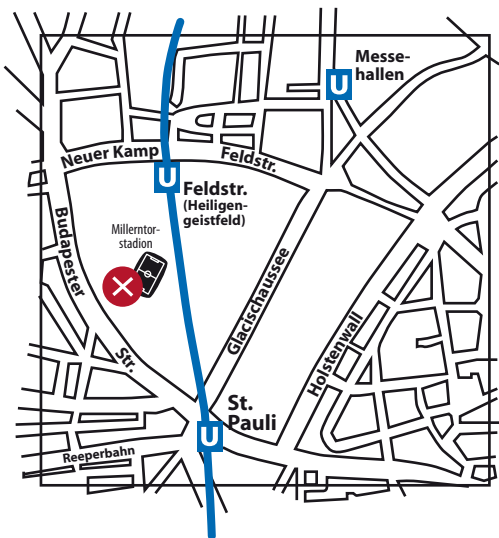 Messe-
hallen
U
Neuer Kamp
Feldstr.
U
Feldstr.
(Heiligen-
geistfeld)
Budapester
Str.
Millerntor-
stadion
Glacischaussee
Holstenwall
St.
Pauli
U
Reeperbahn